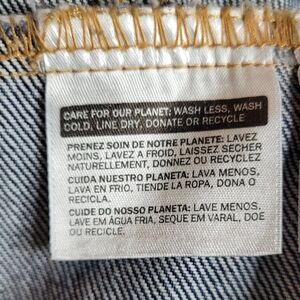 CARE FOR OUR PLANET: WASH LESS, WASH
COLD, LINE DRY, DONATE OR RECYCLE
PRENEZ SOIN DE NOTRE PLANETE: LAVEZ
MOINS, LAVEZ A FROID, LAISSEZ SECHER
NATURELLEMENT, DONNEZ OU RECYCLEZ
CUIDA NUESTRO PLANETA: LAVA MENOS,
LAVA EN FRIO, TIENDE LA ROPA, DONA O
RECICLA.
CUIDE DO NOSSO PLANETA: LAVE MENOS,
LAVE EM ÁGUA FRIA, SEQUE EM VARAL, DOE
OU RECICLE.